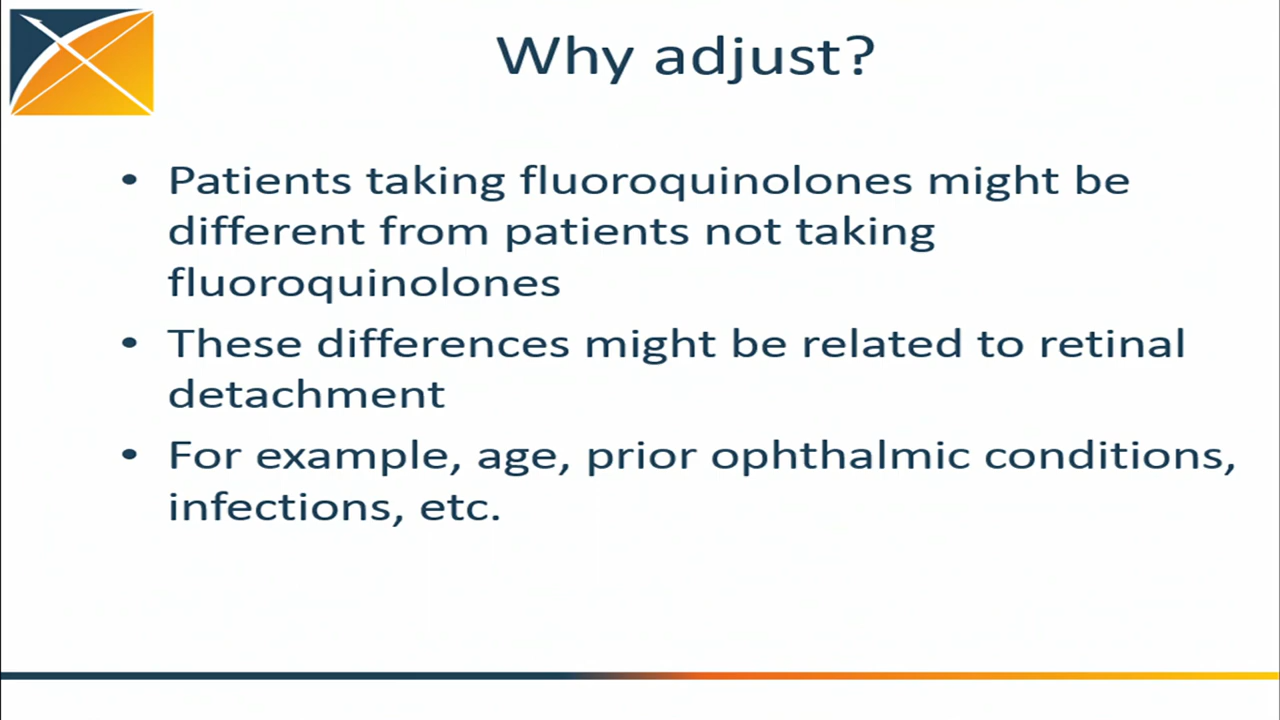 Why adjust?
• Patients taking fluoroquinolones might be
different from patients not taking
fluoroquinolones
• These differences might be related to retinal
detachment
• For example, age, prior ophthalmic conditions,
infections, etc.